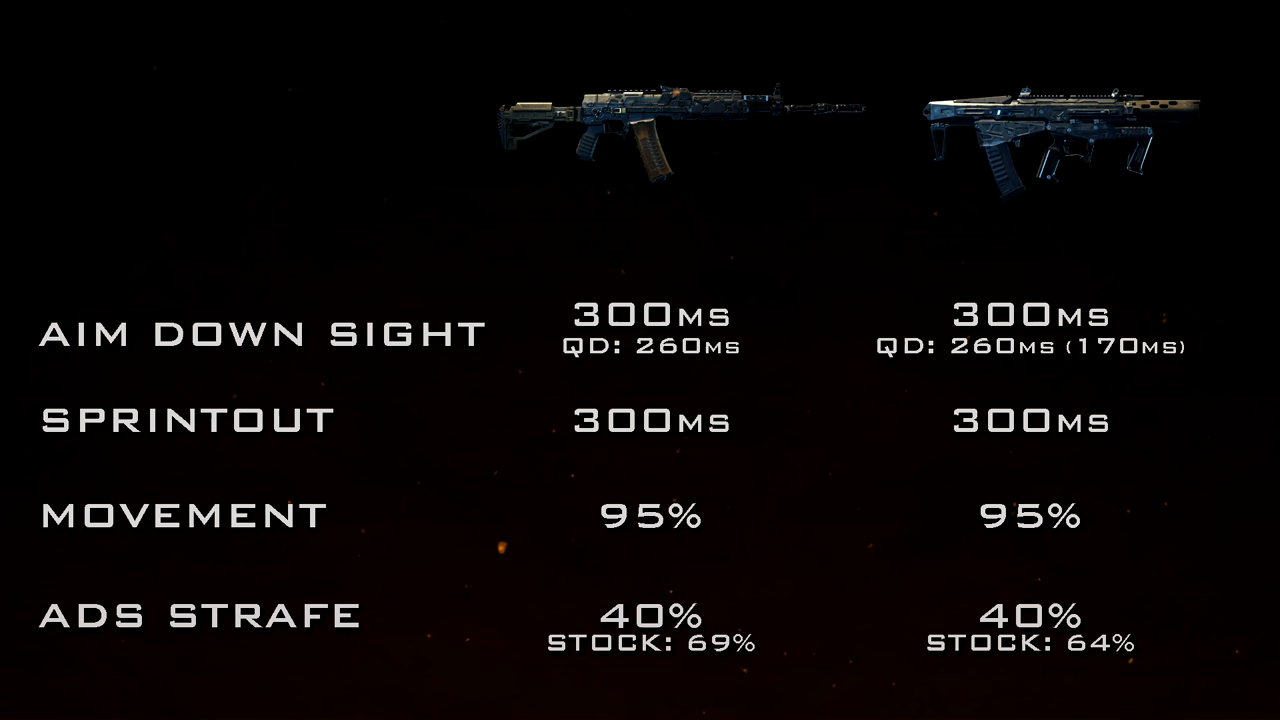 AIM DOWN SIGHT 300MS 300MS
QD: 260MS QD: 260MS (170MS)
SPRINTOUT 300MS 300MS
MOVEMENT 95% 95%
ADS STRAFE 40% 40%
STOCK: 69% STOCK: 64%